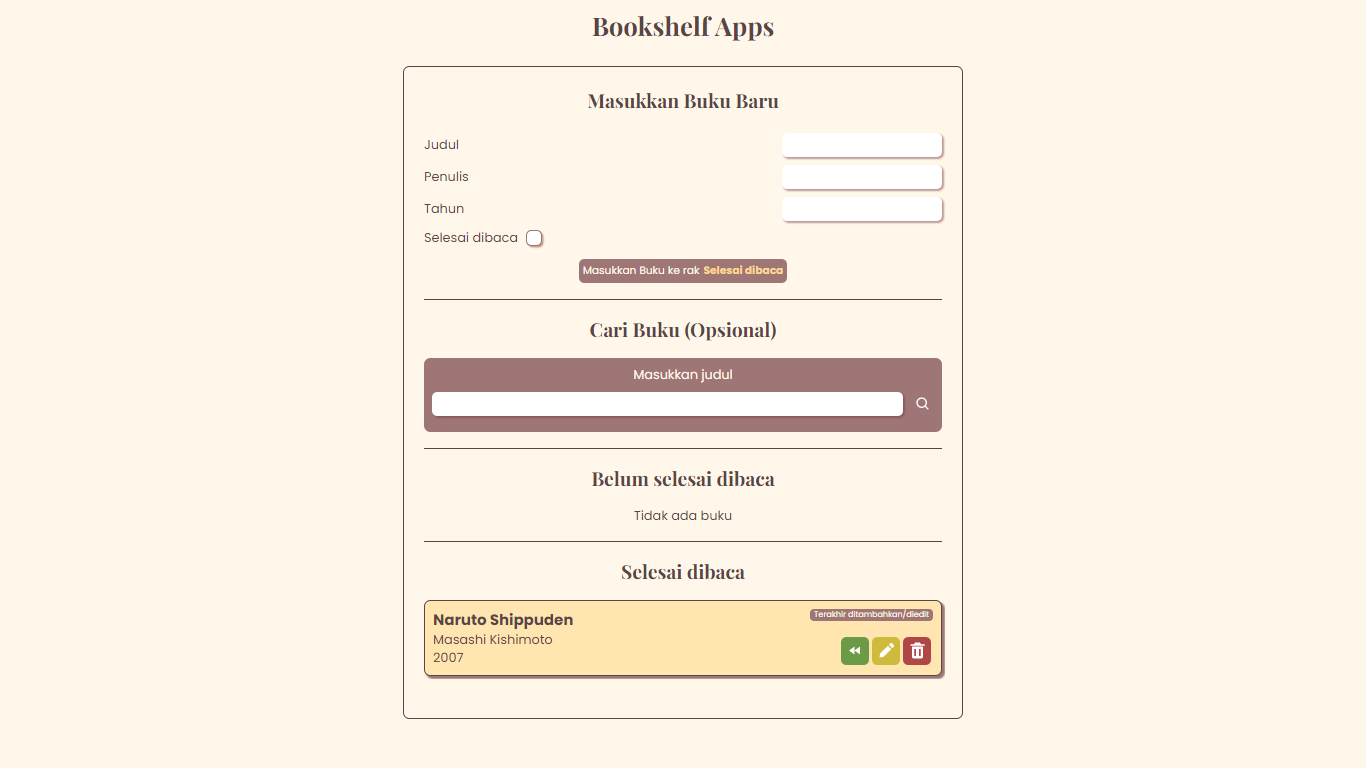 Bookshelf Apps
Masukkan Buku Baru
Judul
Penulis
Tahun
Selesai dibaca
Masukkan Buku ke rak Selesai dibaca
Cari Buku (Opsional)
Masukkan judul
Belum selesai dibaca
Tidak ada buku
Selesai dibaca
Naruto Shippuden
Terakhir ditambahkan/diedit
Masashi Kishimoto
2007